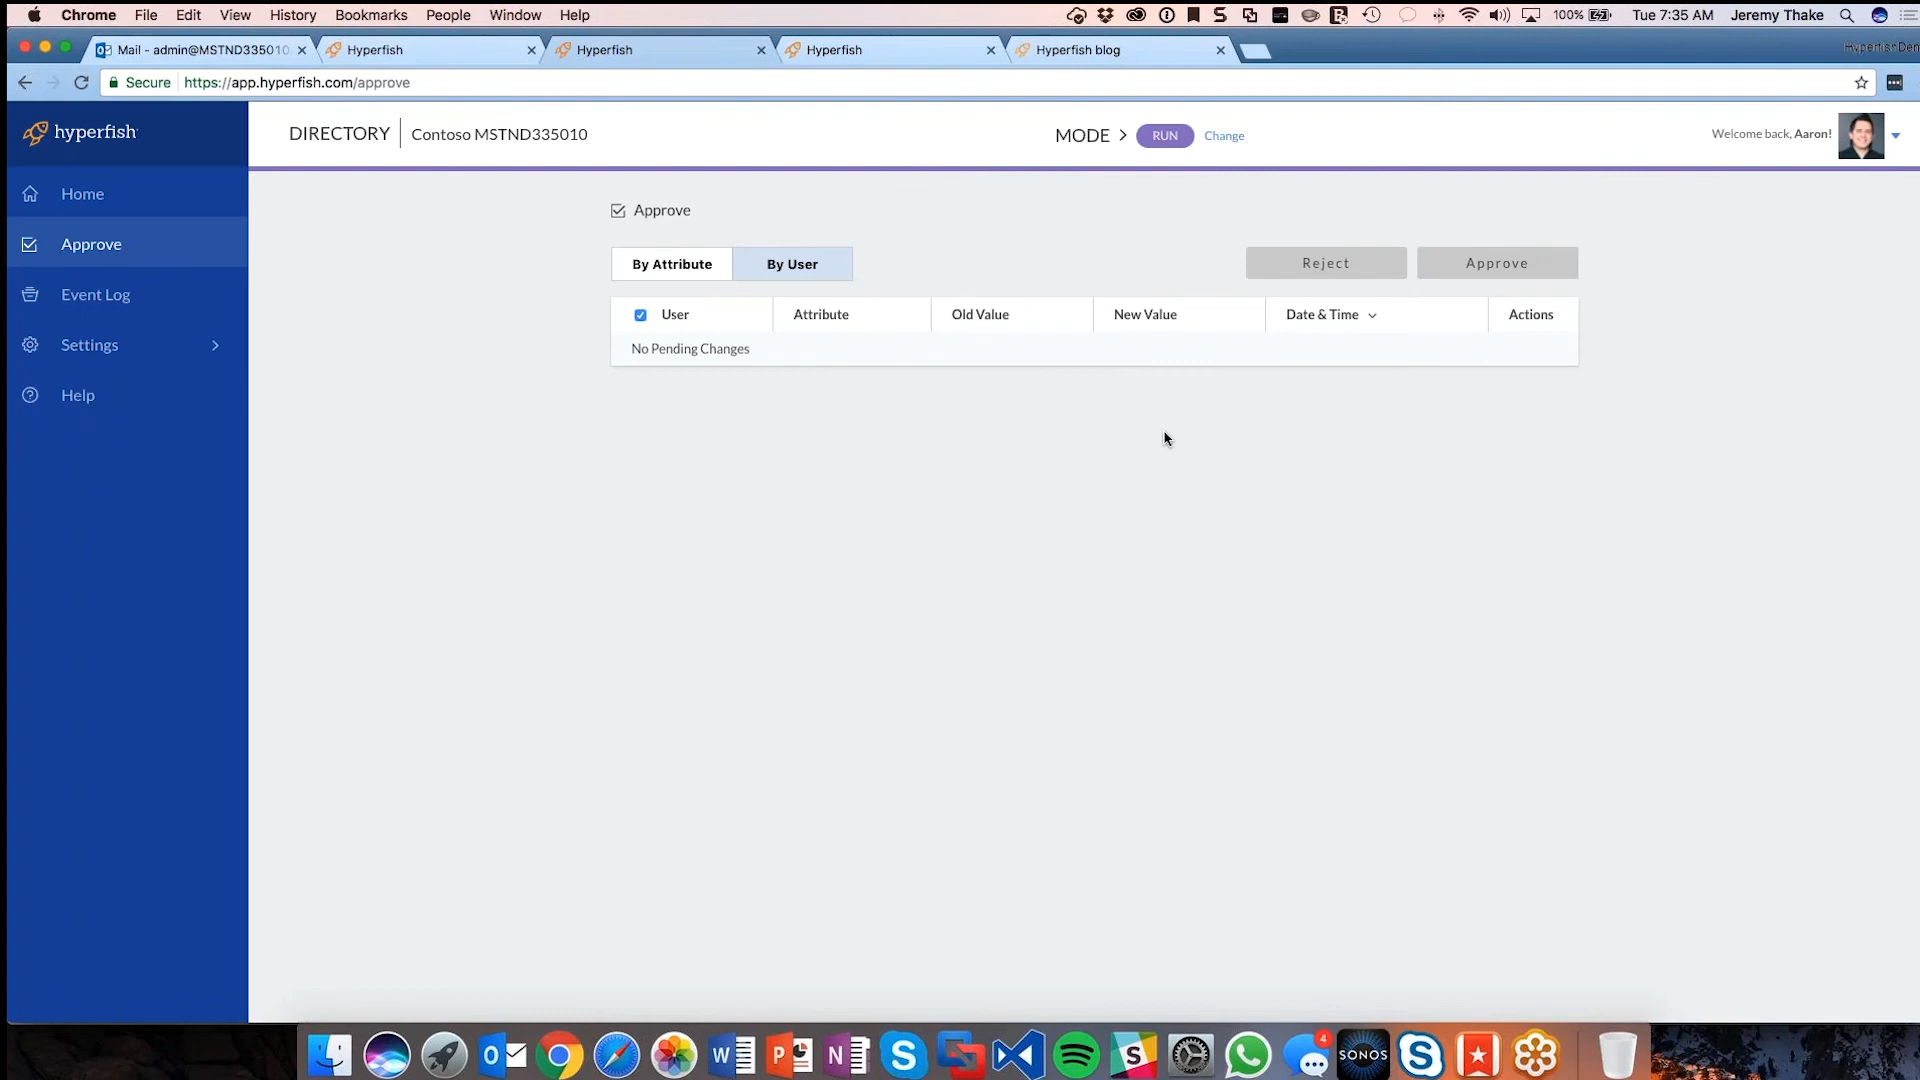 Chrome File Edit View History Bookmarks People Window Help 100% Tue 7:35 AM Jeremy Thake
Mail - admin@MSTND335010 Hyperfish Hyperfish Hyperfish Hyperfish blog
Secure https://app.hyperfish.com/approve
hyperfish DIRECTORY Contoso MSTND335010 MODE > RUN Change Welcome back, Aaron!
Home
Approve
Approve
By Attribute By User Reject Approve
Event Log
User Attribute Old Value New Value Date & Time Actions
Settings
No Pending Changes
Help
4
SONOS